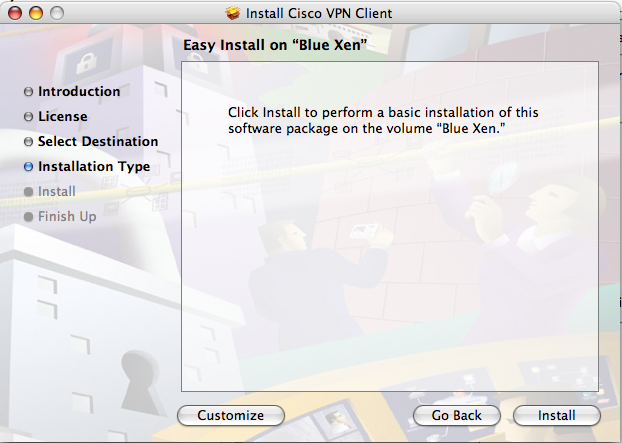 Install Cisco VPN Client
Easy Install on “Blue Xen”
Introduction
License
Select Destination
Installation Type
Install
Finish Up
Click Install to perform a basic installation of this
software package on the volume “Blue Xen.”
Customize
Go Back
Install